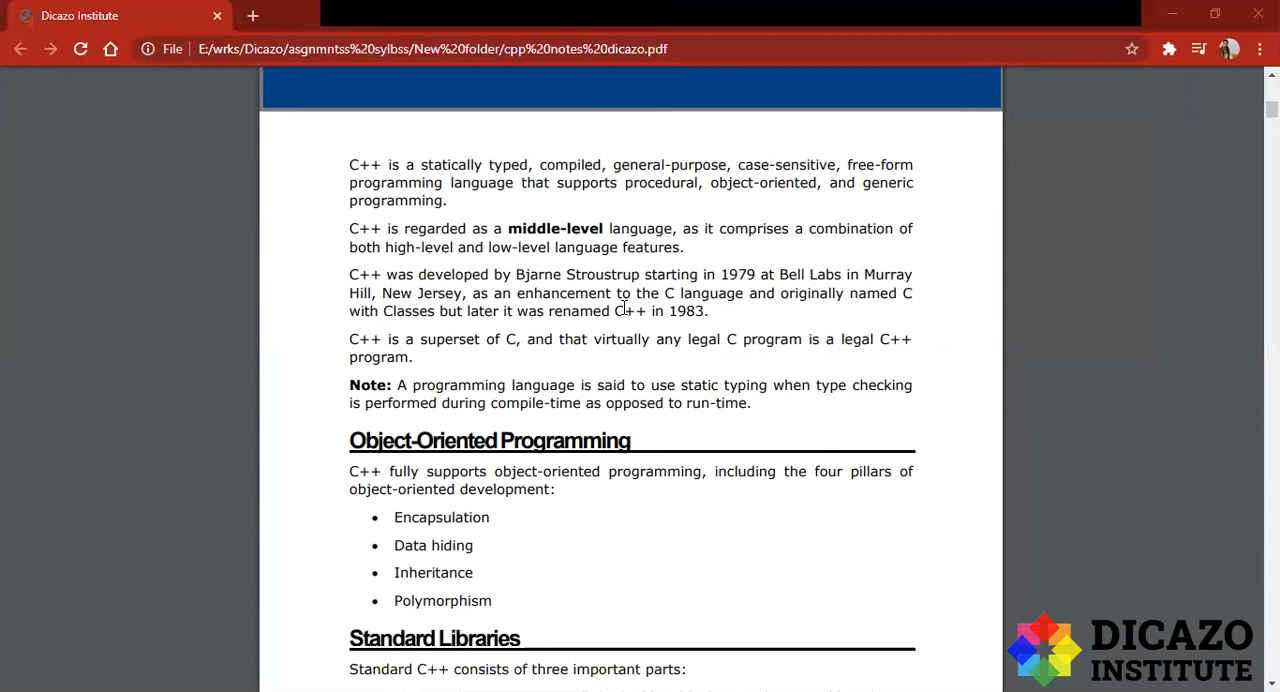 Dicazo Institute
File E:/wrks/Dicazo/asgnmntss%20sylbss/New%20folder/cpp%20notes%20dicazo.pdf
C++ is a statically typed, compiled, general-purpose, case-sensitive, free-form
programming language that supports procedural, object-oriented, and generic
programming.
C++ is regarded as a middle-level language, as it comprises a combination of
both high-level and low-level language features.
C++ was developed by Bjarne Stroustrup starting in 1979 at Bell Labs in Murray
Hill, New Jersey, as an enhancement to the C language and originally named C
with Classes but later it was renamed C++ in 1983.
C++ is a superset of C, and that virtually any legal C program is a legal C++
program.
Note: A programming language is said to use static typing when type checking
is performed during compile-time as opposed to run-time.
Object-Oriented Programming
C++ fully supports object-oriented programming, including the four pillars of
object-oriented development:
• Encapsulation
• Data hiding
• Inheritance
• Polymorphism
Standard Libraries
Standard C++ consists of three important parts:
DICAZO
INSTITUTE